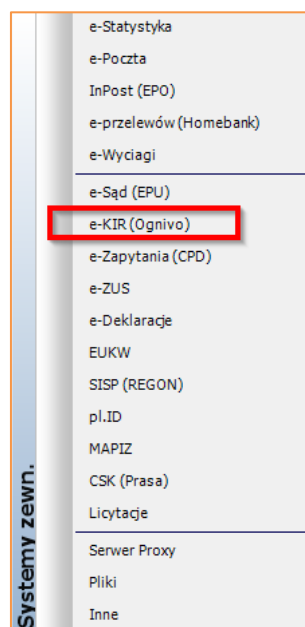 e-Statystyka
e-Poczta
InPost (EPO)
e-przelewów (Homebank)
e-Wyciagi
e-Sąd (EPU)
e-KIR (Ognivo)
e-Zapytania (CPD)
e-ZUS
e-Deklaracje
EUKW
SISP (REGON)
pl.ID
MAPIZ
CSK (Prasa)
Licytacje
Serwer Proxy
Pliki
Inne
Systemy zewn.